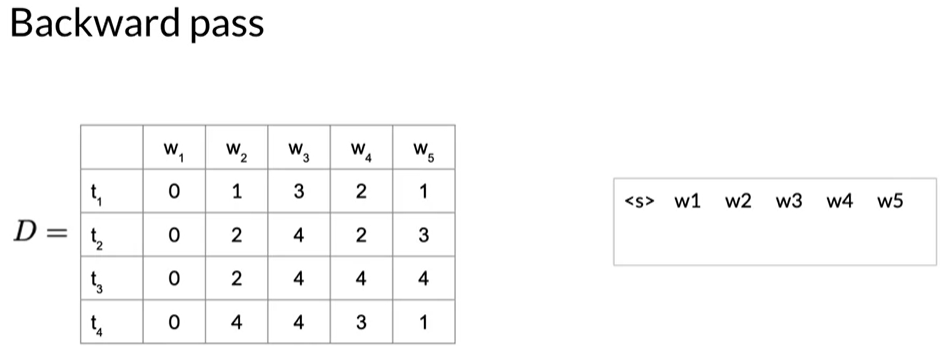 Backward pass
w1 w2 w3 w4 w5
t1 0 1 3 2 1
<s> w1 w2 w3 w4 w5
D = t2 0 2 4 2 3
t3 0 2 4 4 4
t4 0 4 4 3 1